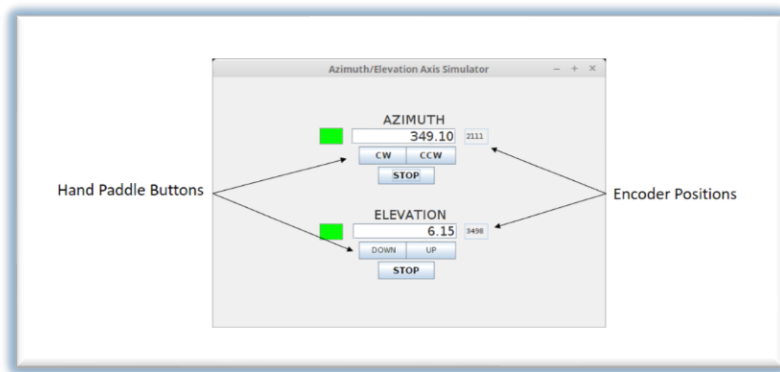 Azimuth/Elevation Axis Simulator
AZIMUTH
349.10 2111
CW CCW
STOP
Hand Paddle Buttons
Encoder Positions
ELEVATION
6.15 3498
DOWN UP
STOP